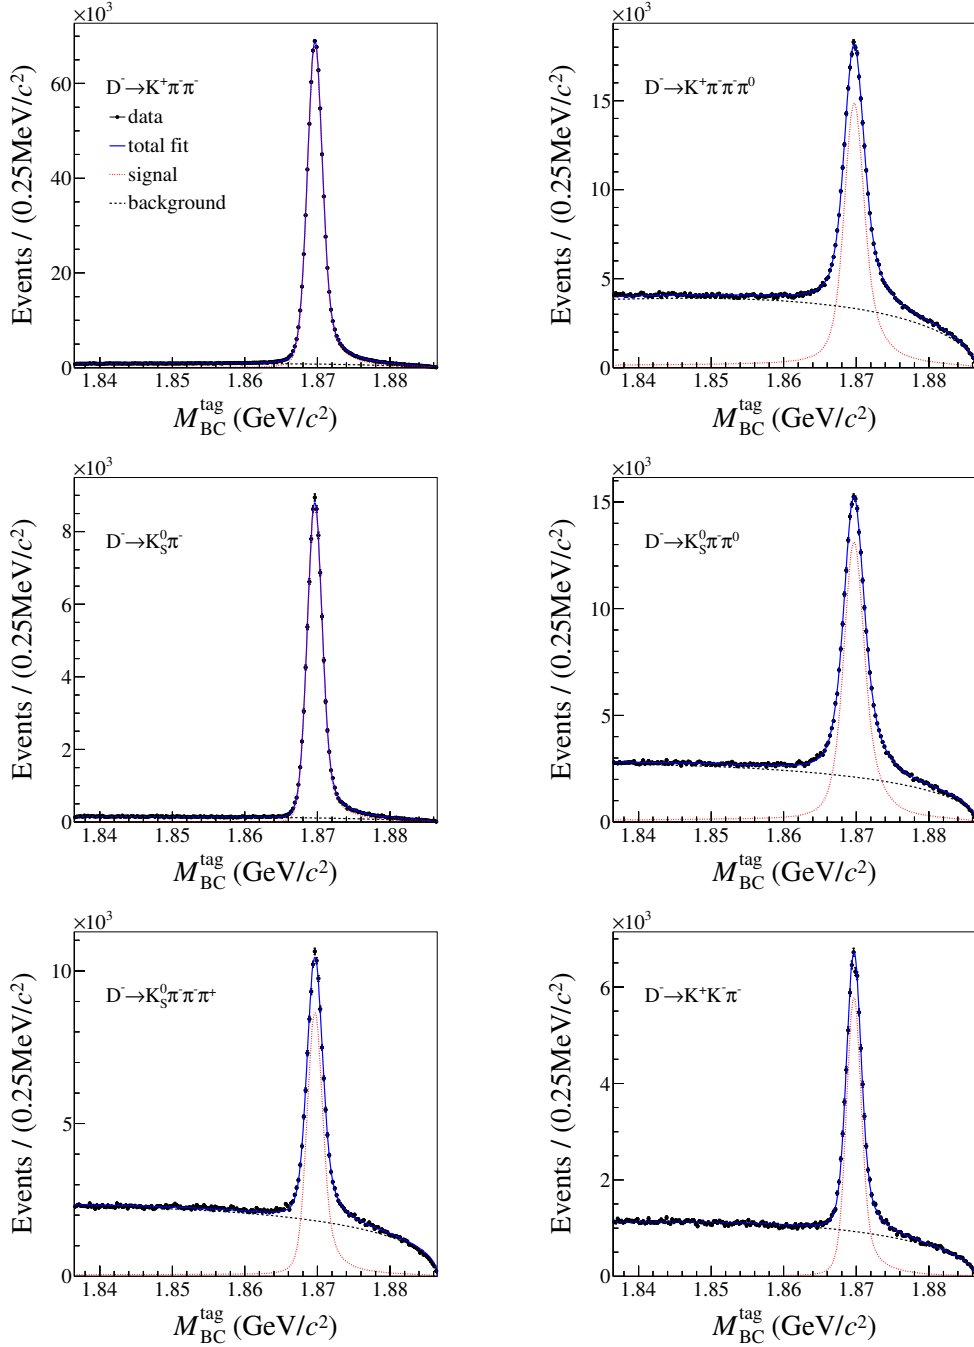 ×10³
Events / (0.25MeV/c²)
60
40
20
0
D⁻→K⁺π⁻π⁻
data
total fit
signal
background
1.84 1.85 1.86 1.87 1.88
M_BC^tag (GeV/c²)
×10³
Events / (0.25MeV/c²)
15
10
5
0
D⁻→K⁺π⁻π⁻π⁰
1.84 1.85 1.86 1.87 1.88
M_BC^tag (GeV/c²)
×10³
Events / (0.25MeV/c²)
8
6
4
2
0
D⁻→K_S⁰π⁻
1.84 1.85 1.86 1.87 1.88
M_BC^tag (GeV/c²)
×10³
Events / (0.25MeV/c²)
15
10
5
0
D⁻→K_S⁰π⁻π⁰
1.84 1.85 1.86 1.87 1.88
M_BC^tag (GeV/c²)
×10³
Events / (0.25MeV/c²)
10
5
0
D⁻→K_S⁰π⁻π⁻π⁺
1.84 1.85 1.86 1.87 1.88
M_BC^tag (GeV/c²)
×10³
Events / (0.25MeV/c²)
6
4
2
0
D⁻→K⁺K⁻π⁻
1.84 1.85 1.86 1.87 1.88
M_BC^tag (GeV/c²)